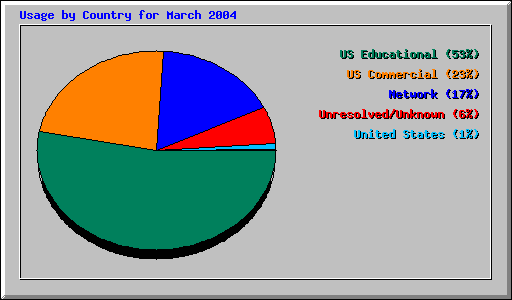 Usage by Country for March 2004
US Educational (53%)
US Commercial (23%)
Network (17%)
Unresolved/Unknown (6%)
United States (1%)